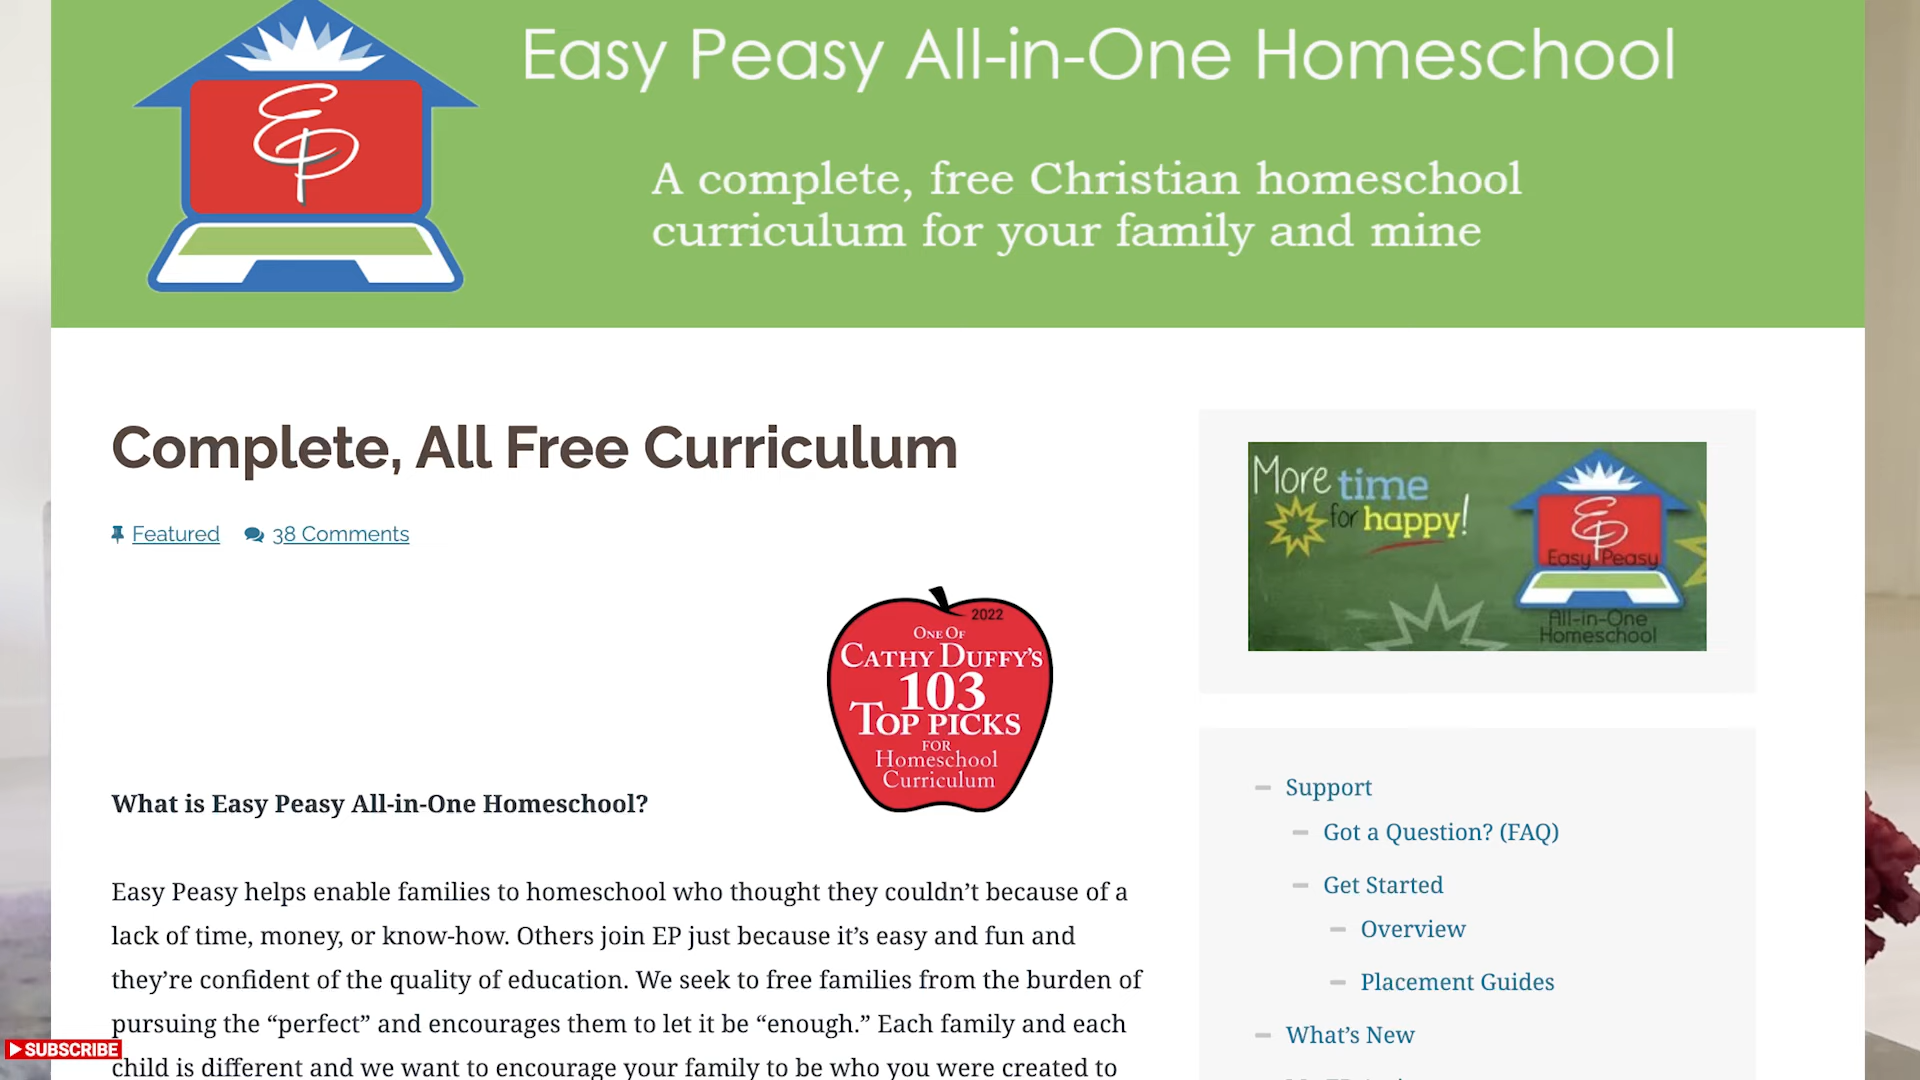 Easy Peasy All-in-One Homeschool
A complete, free Christian homeschool
curriculum for your family and mine
EP
Complete, All Free Curriculum
Featured 38 Comments
2022
One Of
Cathy Duffy's
103
Top Picks
for
Homeschool
Curriculum
What is Easy Peasy All-in-One Homeschool?
Easy Peasy helps enable families to homeschool who thought they couldn’t because of a
lack of time, money, or know-how. Others join EP just because it’s easy and fun and
they’re confident of the quality of education. We seek to free families from the burden of
pursuing the “perfect” and encourages them to let it be “enough.” Each family and each
child is different and we want to encourage your family to be who you were created to
More time
for happy!
EP
Easy Peasy
All-in-One
Homeschool
Support
Got a Question? (FAQ)
Get Started
Overview
Placement Guides
What’s New
SUBSCRIBE